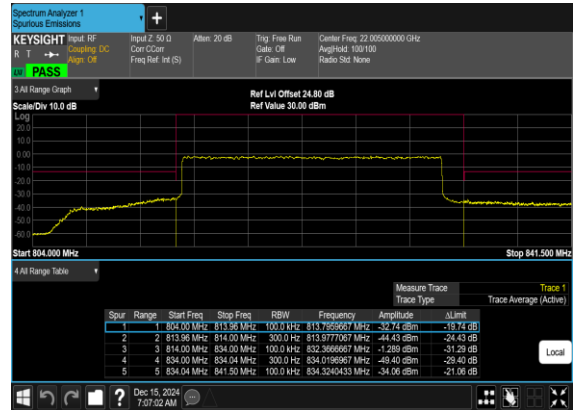 Spectrum Analyzer 1
Spurious Emissions
KEYSIGHT Input: RF Input Z: 50 Ω Atten: 20 dB Trig: Free Run Center Freq: 22.005000000 GHz
R T Coupling: DC Corr CCorr Gate: Off Avg|Hold: 100/100
Align: Off Freq Ref: Int (S) IF Gain: Low Radio Std: None
LW PASS
3 All Range Graph
Ref Lvl Offset 24.80 dB
Scale/Div 10.0 dB Ref Value 30.00 dBm
Log
20.0
10.0
0.00
-10.0
-20.0
-30.0
-40.0
-50.0
-60.0
Start 804.000 MHz Stop 841.500 MHz
4 All Range Table
Measure Trace Trace 1
Trace Type Trace Average (Active)
Spur Range Start Freq Stop Freq RBW Frequency Amplitude ΔLimit
1 1 804.00 MHz 813.96 MHz 100.0 kHz 813.7959667 MHz -32.74 dBm -19.74 dB
2 2 813.96 MHz 814.00 MHz 300.0 Hz 813.9777067 MHz -44.43 dBm -24.43 dB
3 3 814.00 MHz 834.00 MHz 100.0 kHz 832.3666667 MHz -1.289 dBm -31.29 dB
4 4 834.00 MHz 834.04 MHz 300.0 Hz 834.0196967 MHz -49.40 dBm -29.40 dB
5 5 834.04 MHz 841.50 MHz 100.0 kHz 834.3240433 MHz -34.06 dBm -21.06 dB
Local
? Dec 15, 2024
7:07:02 AM